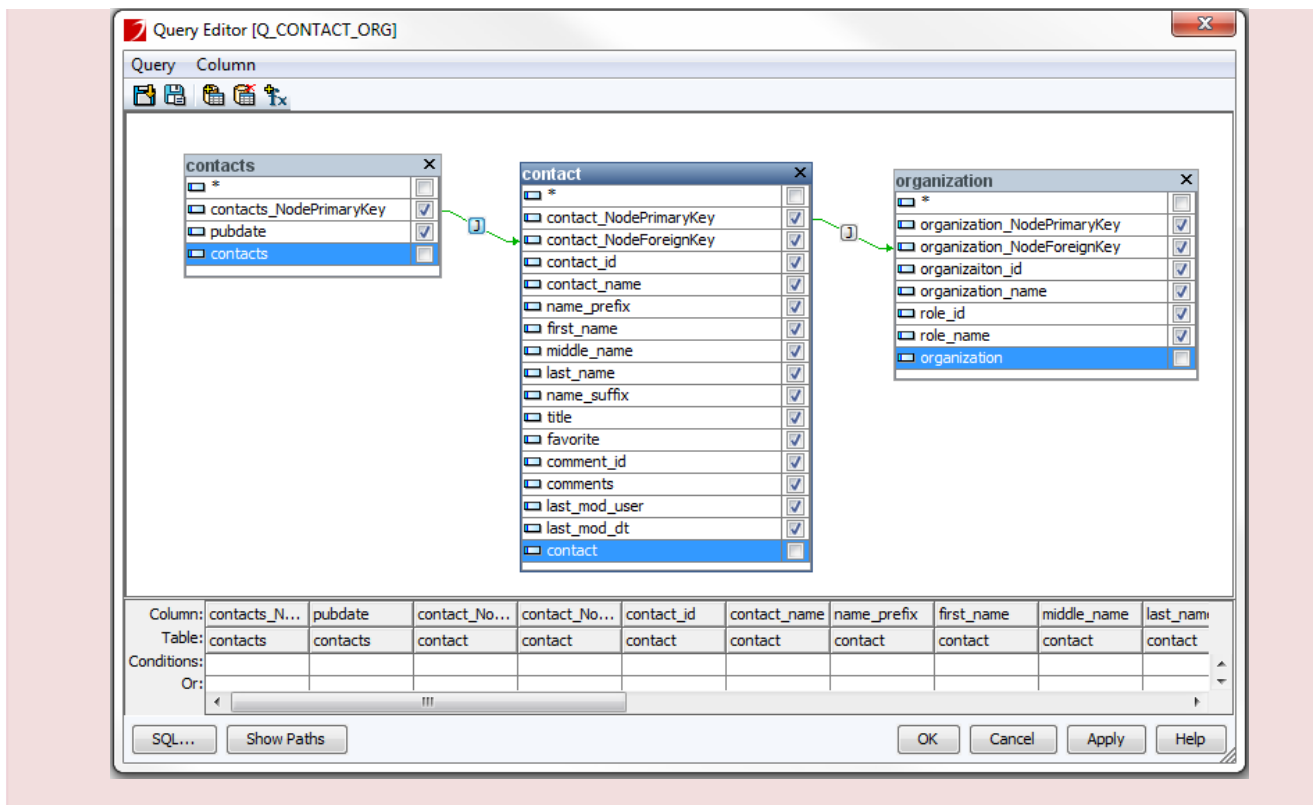 Query Editor [Q_CONTACT_ORG]
Query Column
contacts
*
contacts_NodePrimaryKey
pubdate
contacts
contact
*
contact_NodePrimaryKey
contact_NodeForeignKey
contact_id
contact_name
name_prefix
first_name
middle_name
last_name
name_suffix
title
favorite
comment_id
comments
last_mod_user
last_mod_dt
contact
organization
*
organization_NodePrimaryKey
organization_NodeForeignKey
organizaiton_id
organization_name
role_id
role_name
organization
J
J
Column: contacts_N... pubdate contact_No... contact_No... contact_id contact_name name_prefix first_name middle_name last_name
Table: contacts contacts contact contact contact contact contact contact contact contact
Conditions:
Or:
SQL... Show Paths OK Cancel Apply Help